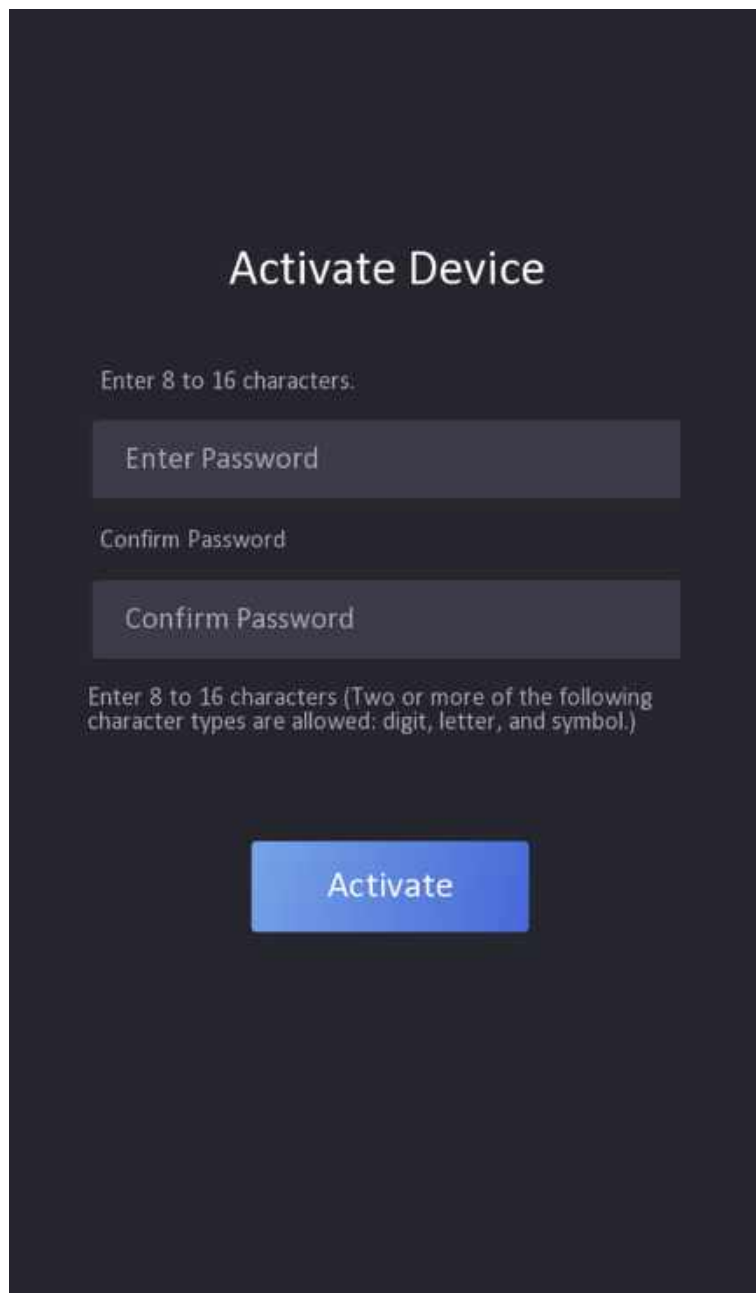 Activate Device
Enter 8 to 16 characters.
Enter Password
Confirm Password
Confirm Password
Enter 8 to 16 characters (Two or more of the following
character types are allowed: digit, letter, and symbol.)
Activate